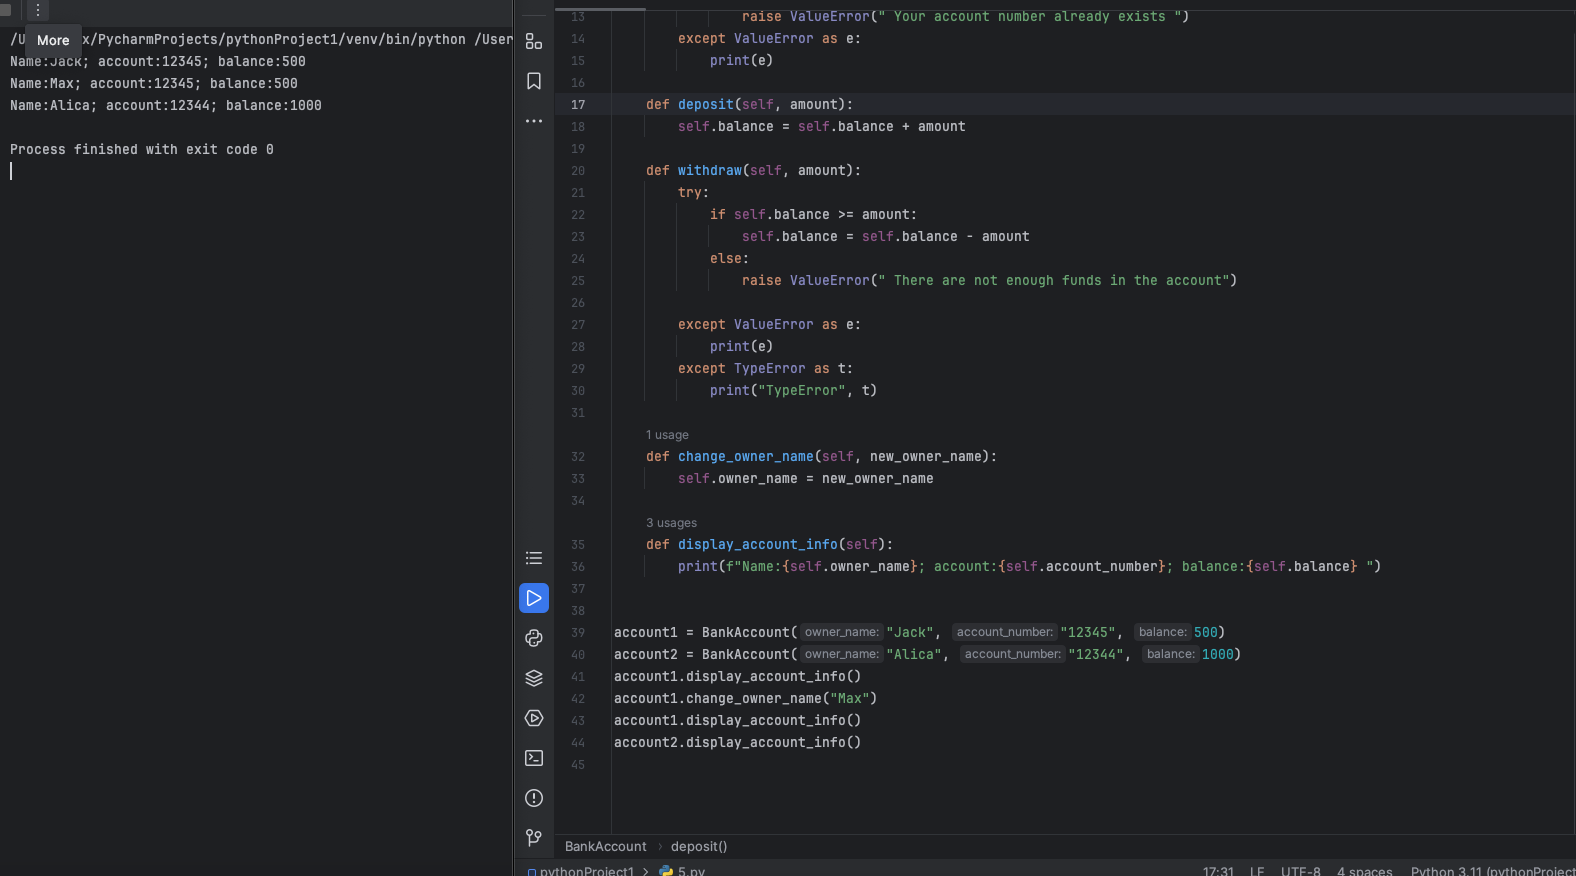 More
/U x/PycharmProjects/pythonProject1/venv/bin/python /User
Name:Jack; account:12345; balance:500
Name:Max; account:12345; balance:500
Name:Alica; account:12344; balance:1000
Process finished with exit code 0
13 raise ValueError(" Your account number already exists ")
14 except ValueError as e:
15 print(e)
16
17 def deposit(self, amount):
18 self.balance = self.balance + amount
19
20 def withdraw(self, amount):
21 try:
22 if self.balance >= amount:
23 self.balance = self.balance - amount
24 else:
25 raise ValueError(" There are not enough funds in the account")
26
27 except ValueError as e:
28 print(e)
29 except TypeError as t:
30 print("TypeError", t)
31
1 usage
32 def change_owner_name(self, new_owner_name):
33 self.owner_name = new_owner_name
34
3 usages
35 def display_account_info(self):
36 print(f"Name:{self.owner_name}; account:{self.account_number}; balance:{self.balance} ")
37
38
39 account1 = BankAccount( owner_name: "Jack", account_number: "12345", balance: 500)
40 account2 = BankAccount( owner_name: "Alica", account_number: "12344", balance: 1000)
41 account1.display_account_info()
42 account1.change_owner_name("Max")
43 account1.display_account_info()
44 account2.display_account_info()
45
BankAccount › deposit()
pythonProject1 > 5.py 17:31 LF UTF-8 4 spaces Python 3.11 (pythonProject